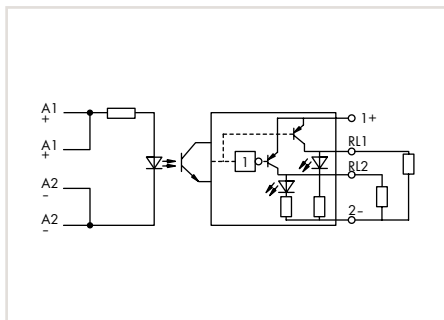 A1
+
A1
+
A2
-
A2
-
1
1+
RL1
RL2
2-